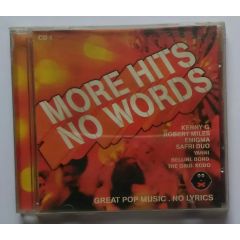 CD 1
MORE HITS
NO WORDS
KENNY G
ROBERT MILES
ENIGMA
SAFRI DUO
YANNI
BELLINI, BOND,
GREAT POP MUSIC . NO LYRICS